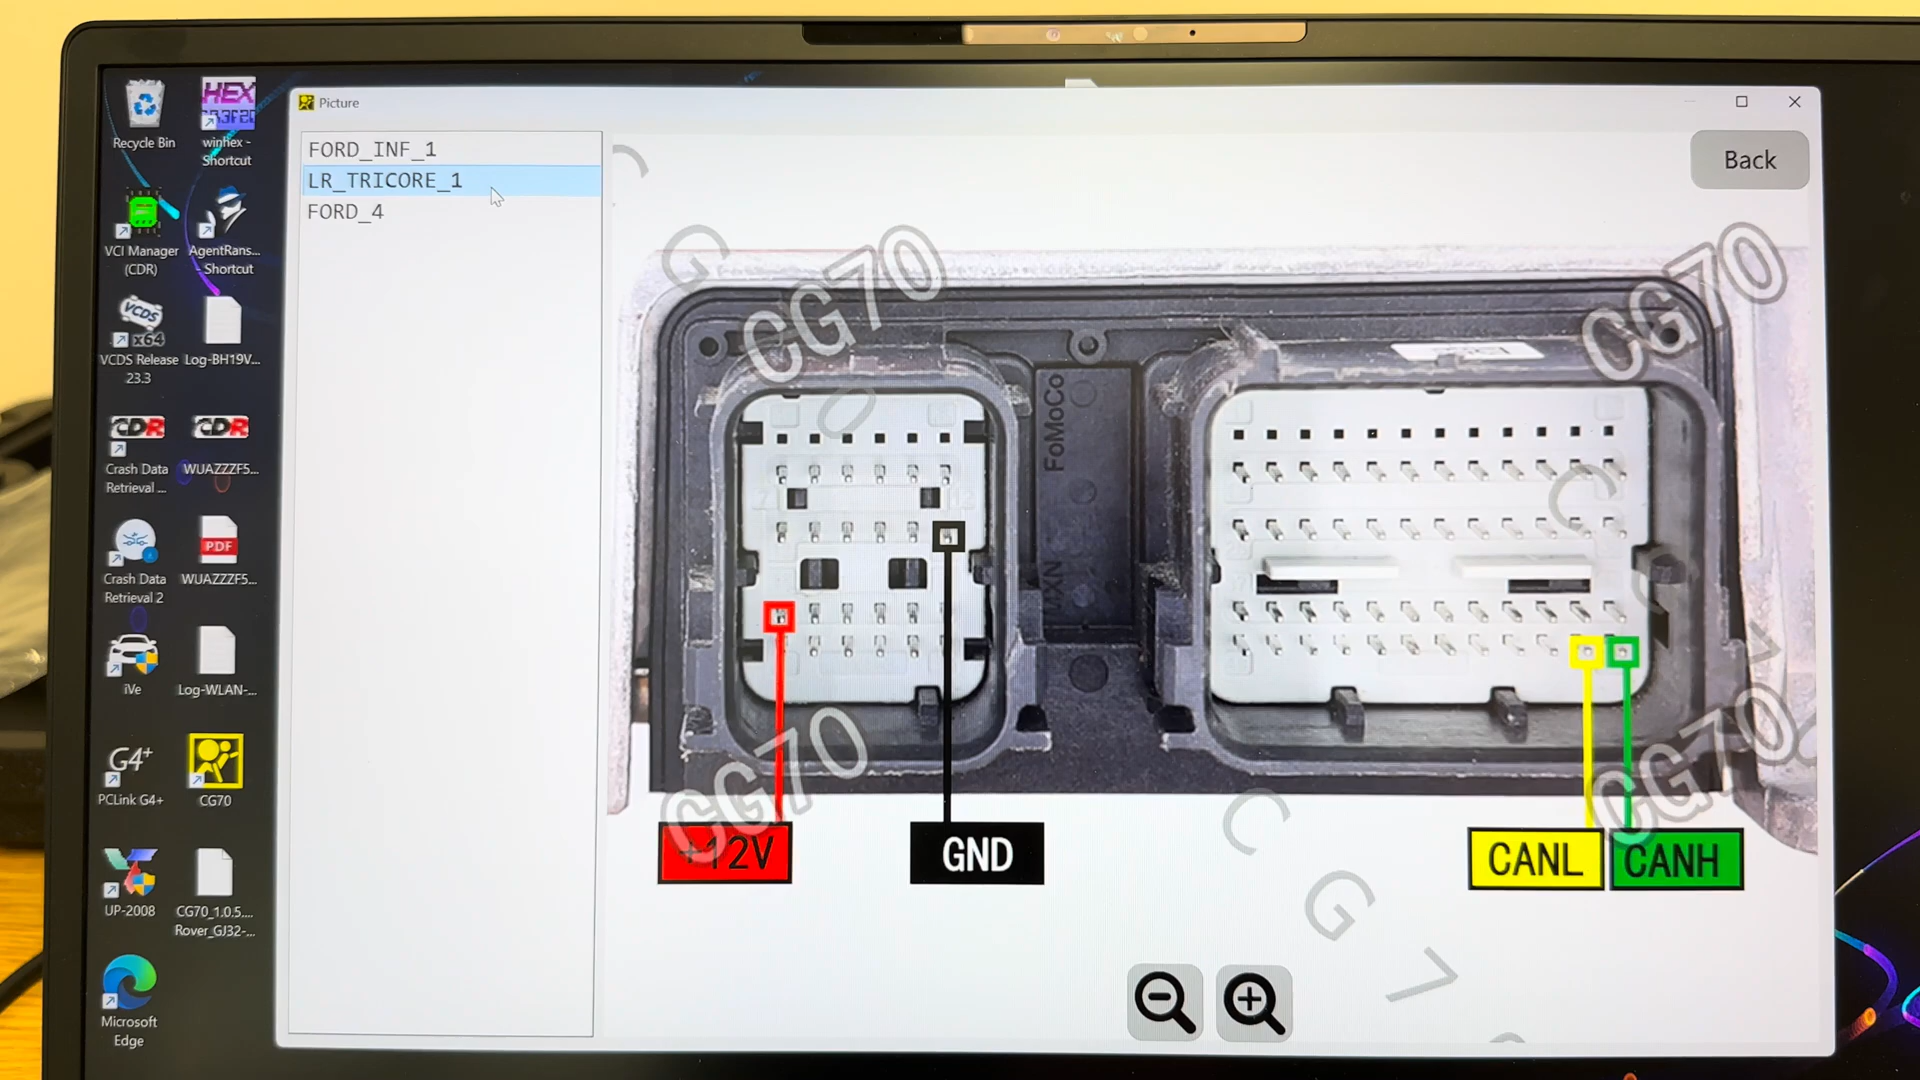 Recycle Bin
HEX
winhex -
Shortcut
VCI Manager
(CDR)
AgentRans...
- Shortcut
VCDS
x64
VCDS Release
23.3
Log-BH19V...
CDR
Crash Data
Retrieval ...
CDR
WUAZZZF5...
Crash Data
Retrieval 2
PDF
WUAZZZF5...
iVe
Log-WLAN-...
G4+
PCLink G4+
CG70
UP-2008
CG70_1.0.5....
Rover_GJ32-...
Microsoft
Edge
Picture
FORD_INF_1
LR_TRICORE_1
FORD_4
Back
CG70
CG70
FoMoCo
CG70
CG70
+12V
GND
CANL
CANH
C G 7